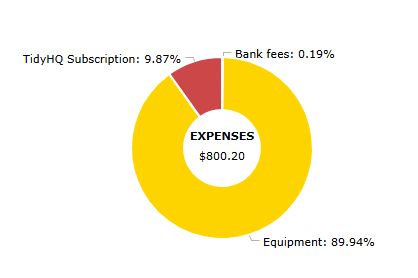 TidyHQ Subscription: 9.87%
Bank fees: 0.19%
EXPENSES
$800.20
Equipment: 89.94%